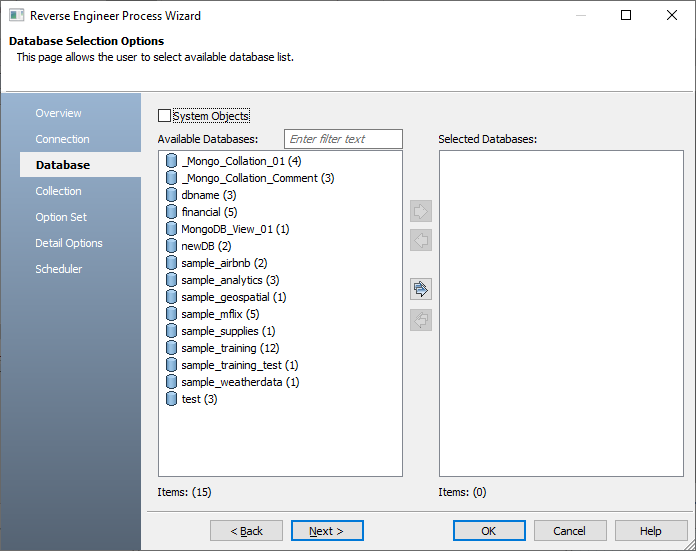 Reverse Engineer Process Wizard
Database Selection Options
This page allows the user to select available database list.
Overview
Connection
Database
Collection
Option Set
Detail Options
Scheduler
System Objects
Available Databases:
Enter filter text
Selected Databases:
_Mongo_Collation_01 (4)
_Mongo_Collation_Comment (3)
dbname (3)
financial (5)
MongoDB_View_01 (1)
newDB (2)
sample_airbnb (2)
sample_analytics (3)
sample_geospatial (1)
sample_mflix (5)
sample_supplies (1)
sample_training (12)
sample_training_test (1)
sample_weatherdata (1)
test (3)
Items: (15)
Items: (0)
< Back
Next >
OK
Cancel
Help